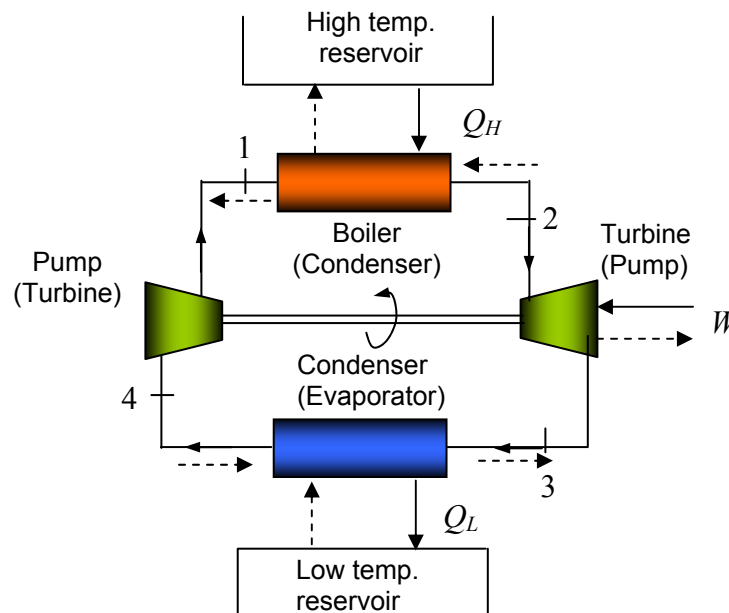 High temp.
reservoir
Q_H
1
2
Boiler
(Condenser)
Turbine
(Pump)
Pump
(Turbine)
W
Condenser
(Evaporator)
4
3
Q_L
Low temp.
reservoir